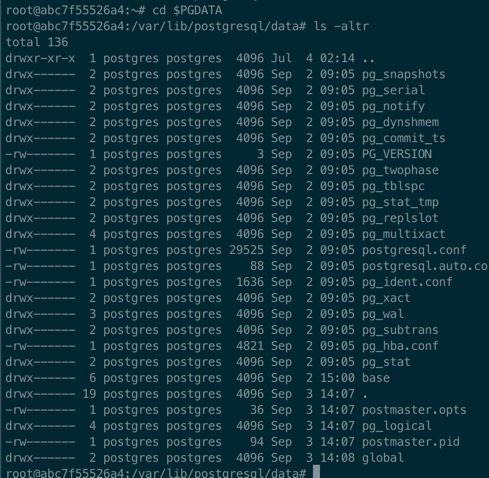 root@abc7f55526a4:~# cd $PGDATA
root@abc7f55526a4:/var/lib/postgresql/data# ls -altr
total 136
drwxr-xr-x  1 postgres postgres  4096 Jul  4 02:14 ..
drwx------  2 postgres postgres  4096 Sep  2 09:05 pg_snapshots
drwx------  2 postgres postgres  4096 Sep  2 09:05 pg_serial
drwx------  2 postgres postgres  4096 Sep  2 09:05 pg_notify
drwx------  2 postgres postgres  4096 Sep  2 09:05 pg_dynshmem
drwx------  2 postgres postgres  4096 Sep  2 09:05 pg_commit_ts
-rw-------  1 postgres postgres     3 Sep  2 09:05 PG_VERSION
drwx------  2 postgres postgres  4096 Sep  2 09:05 pg_twophase
drwx------  2 postgres postgres  4096 Sep  2 09:05 pg_tblspc
drwx------  2 postgres postgres  4096 Sep  2 09:05 pg_stat_tmp
drwx------  2 postgres postgres  4096 Sep  2 09:05 pg_replslot
drwx------  4 postgres postgres  4096 Sep  2 09:05 pg_multixact
-rw-------  1 postgres postgres 29525 Sep  2 09:05 postgresql.conf
-rw-------  1 postgres postgres    88 Sep  2 09:05 postgresql.auto.co
-rw-------  1 postgres postgres  1636 Sep  2 09:05 pg_ident.conf
drwx------  2 postgres postgres  4096 Sep  2 09:05 pg_xact
drwx------  3 postgres postgres  4096 Sep  2 09:05 pg_wal
drwx------  2 postgres postgres  4096 Sep  2 09:05 pg_subtrans
-rw-------  1 postgres postgres  4821 Sep  2 09:05 pg_hba.conf
drwx------  2 postgres postgres  4096 Sep  2 09:05 pg_stat
drwx------  6 postgres postgres  4096 Sep  2 15:00 base
drwx------ 19 postgres postgres  4096 Sep  3 14:07 .
-rw-------  1 postgres postgres    36 Sep  3 14:07 postmaster.opts
drwx------  4 postgres postgres  4096 Sep  3 14:07 pg_logical
-rw-------  1 postgres postgres    94 Sep  3 14:07 postmaster.pid
drwx------  2 postgres postgres  4096 Sep  3 14:08 global
root@abc7f55526a4:/var/lib/postgresql/data#